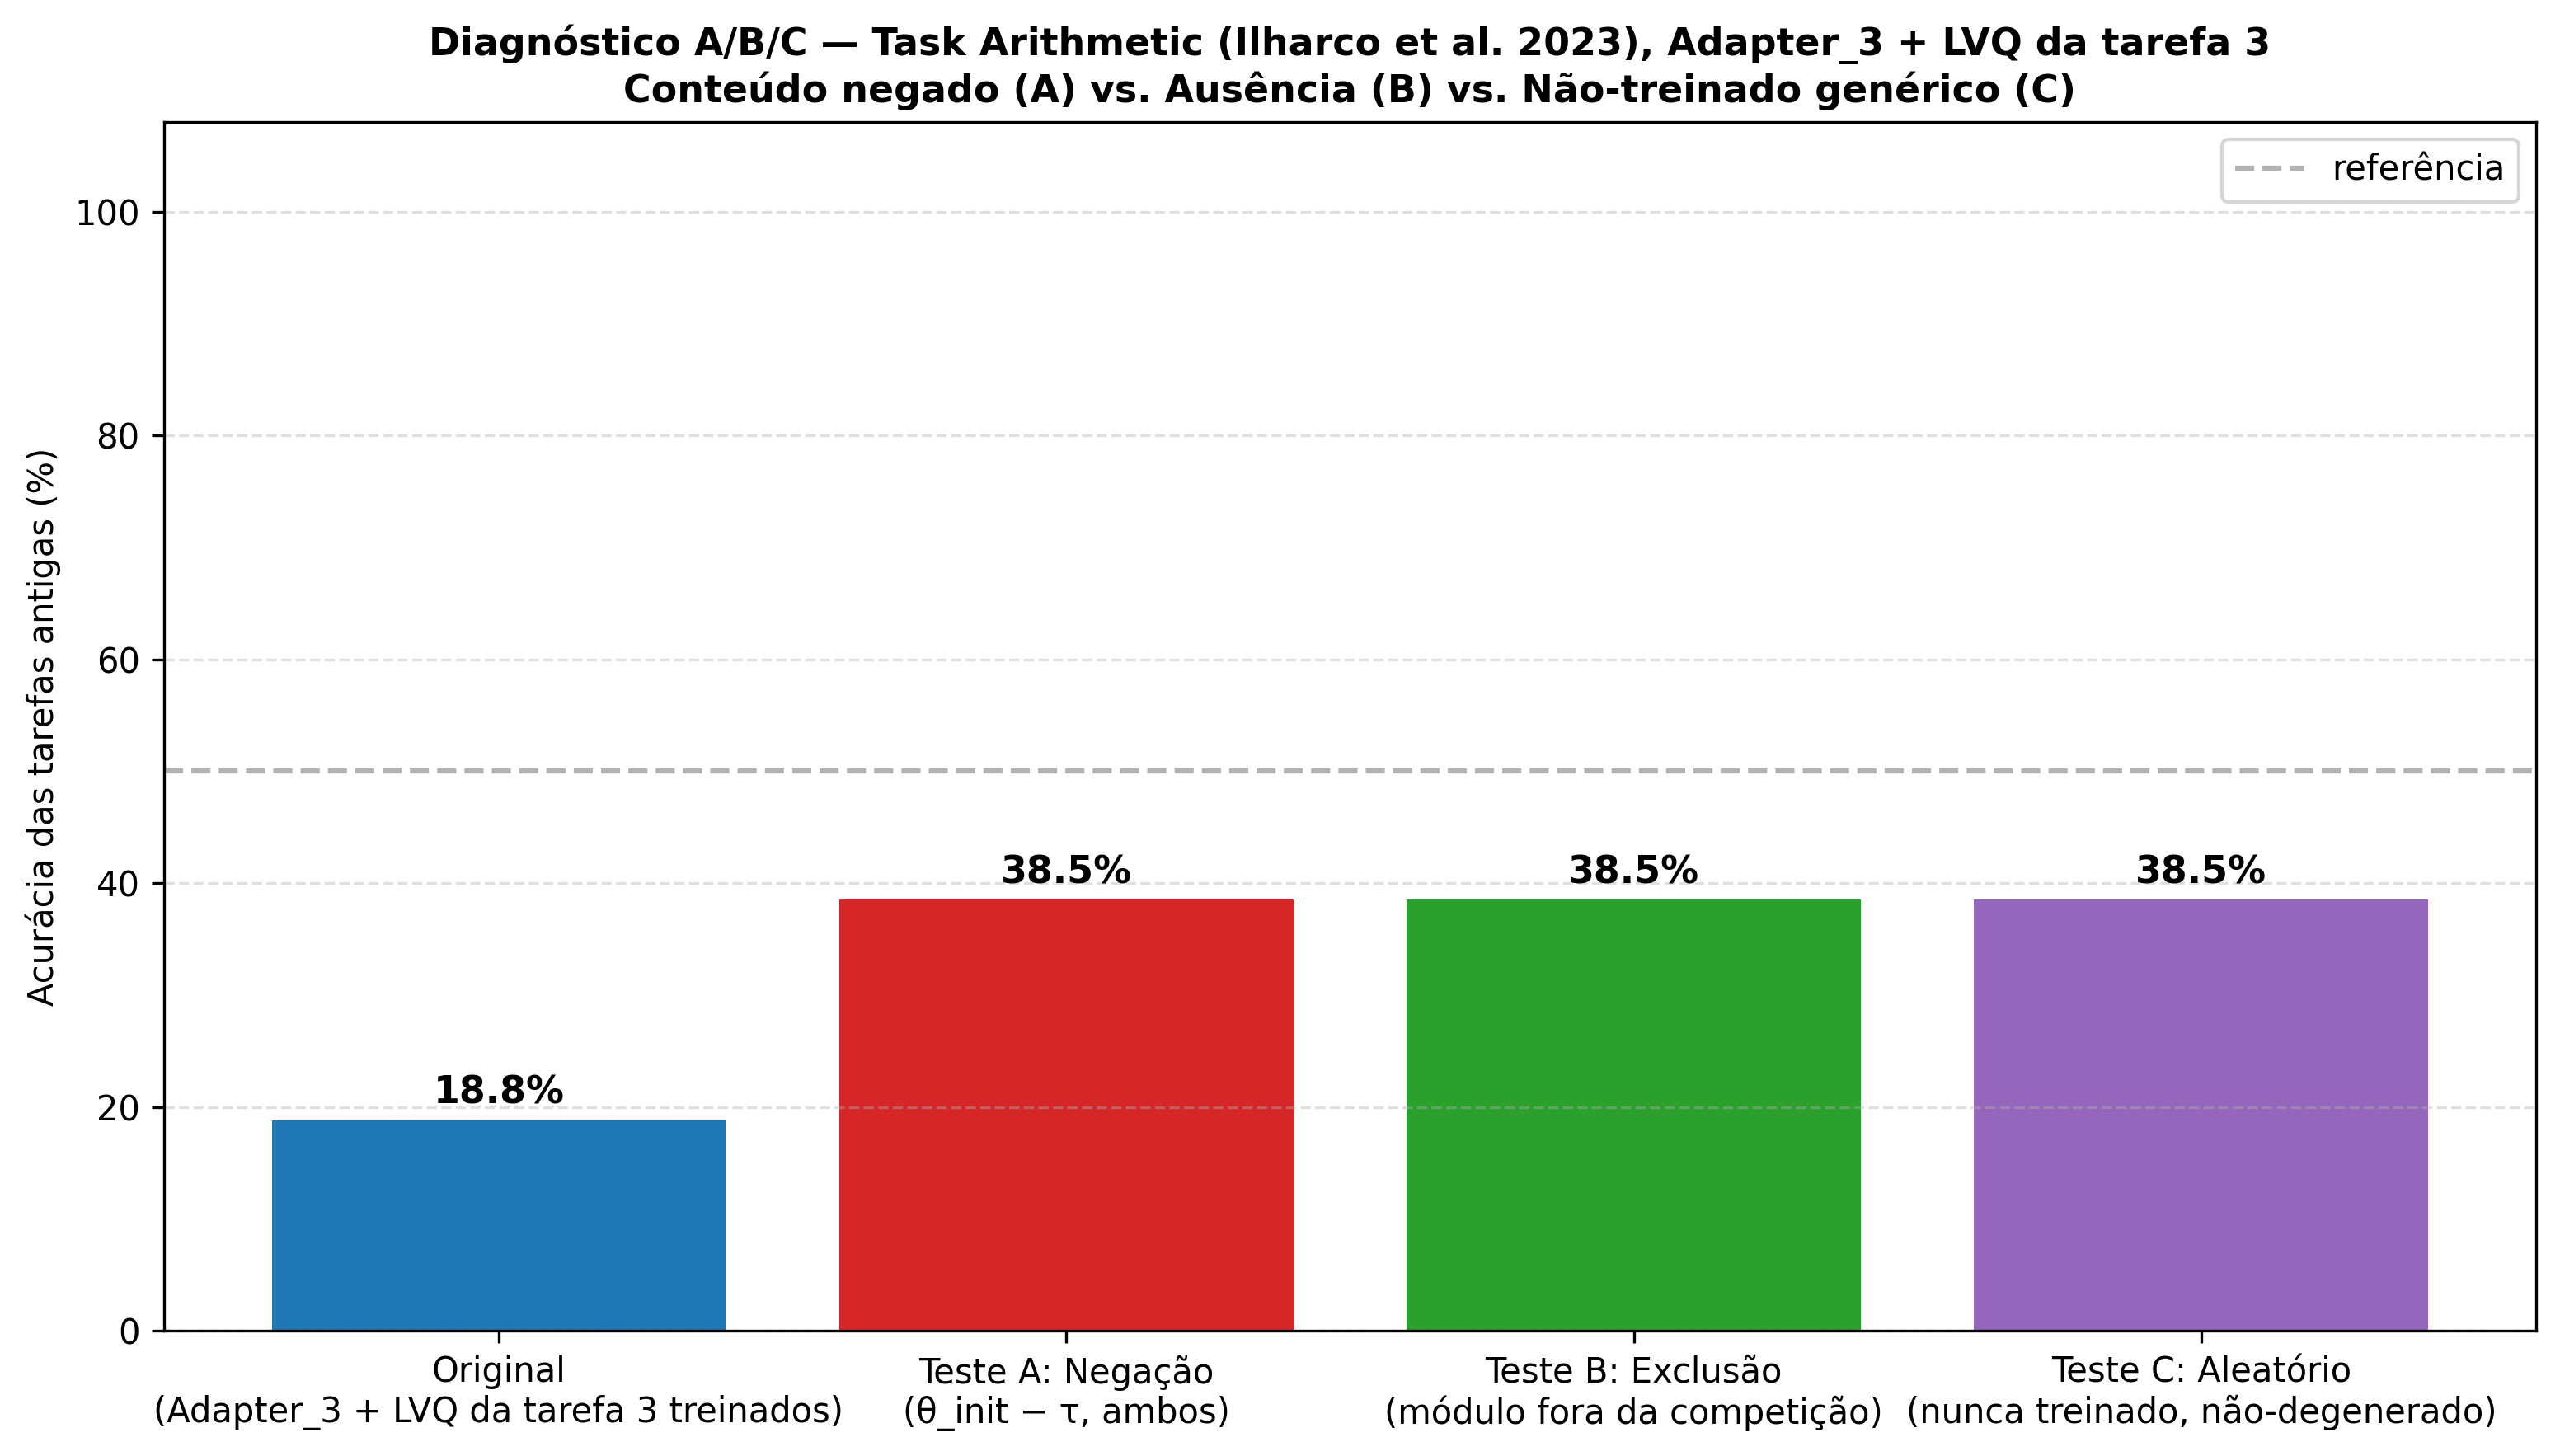 Diagnóstico A/B/C — Task Arithmetic (Ilharco et al. 2023), Adapter_3 + LVQ da tarefa 3
Conteúdo negado (A) vs. Ausência (B) vs. Não-treinado genérico (C)
referência
Acurácia das tarefas antigas (%)
100
80
60
40
20
0
18.8%
38.5%
38.5%
38.5%
Original
(Adapter_3 + LVQ da tarefa 3 treinados)
Teste A: Negação
(θ_init − τ, ambos)
Teste B: Exclusão
(módulo fora da competição)
Teste C: Aleatório
(nunca treinado, não-degenerado)